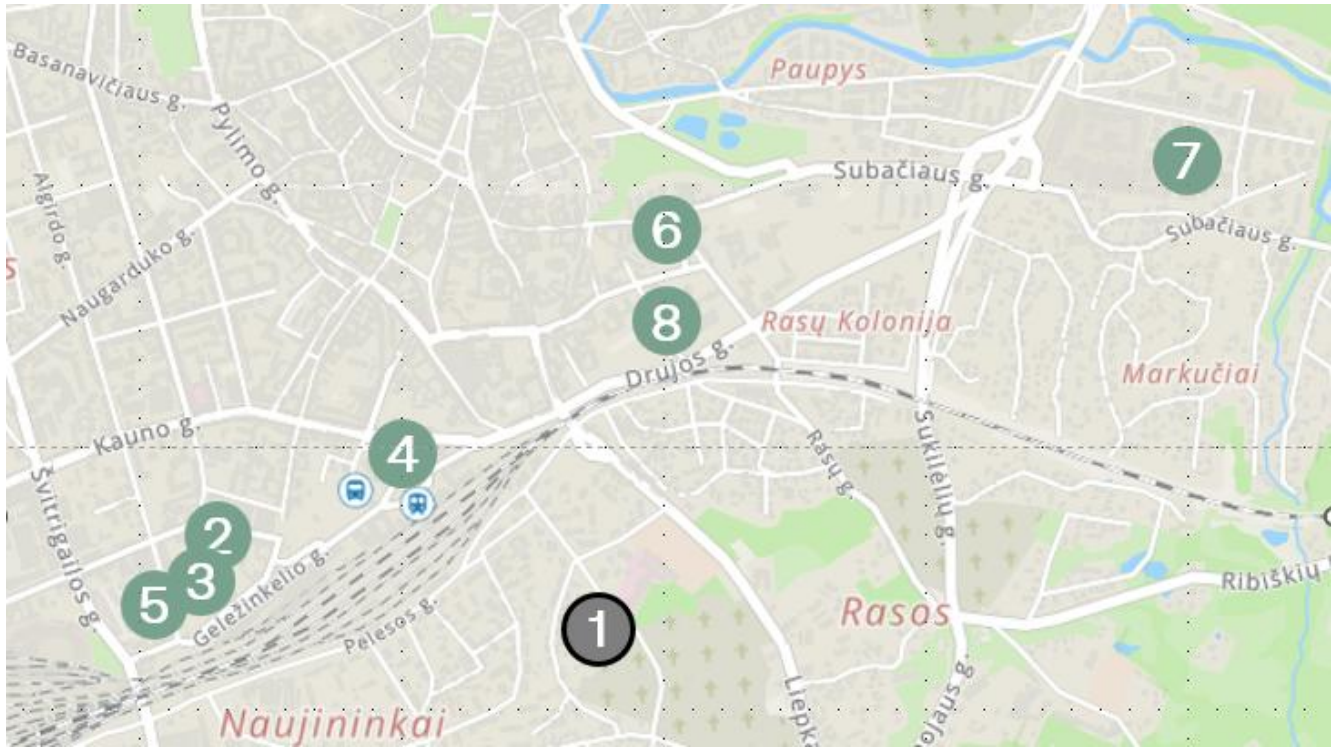 Paupys
Basanavičiaus g.
Pylimo g.
7
Subačiaus g.
Algirdo g.
6
Subačiaus g.
Naugarduko g.
s
8
Rasų Kolonija
Drujos g.
Markučiai
Kauno g.
4
Rasų g.
Sukilėlių g.
Švitrigailos g.
2
3
5
Geležinkelio g.
Pelesos g.
1
Rasos
Ribiškių
Naujininkai
Liepka